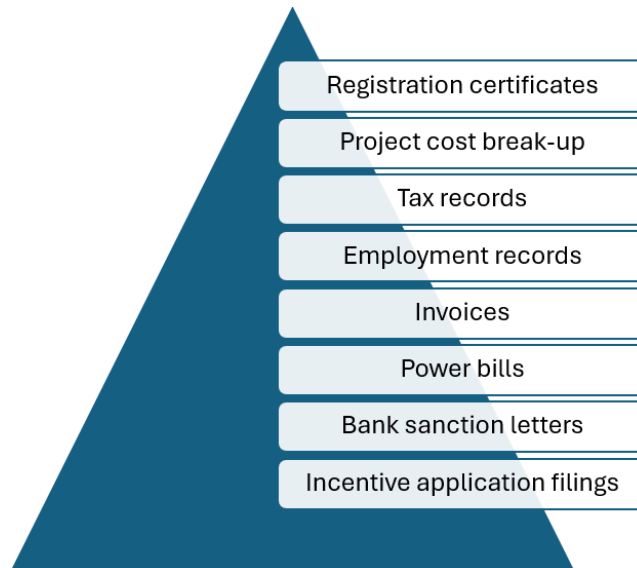 Registration certificates
Project cost break-up
Tax records
Employment records
Invoices
Power bills
Bank sanction letters
Incentive application filings